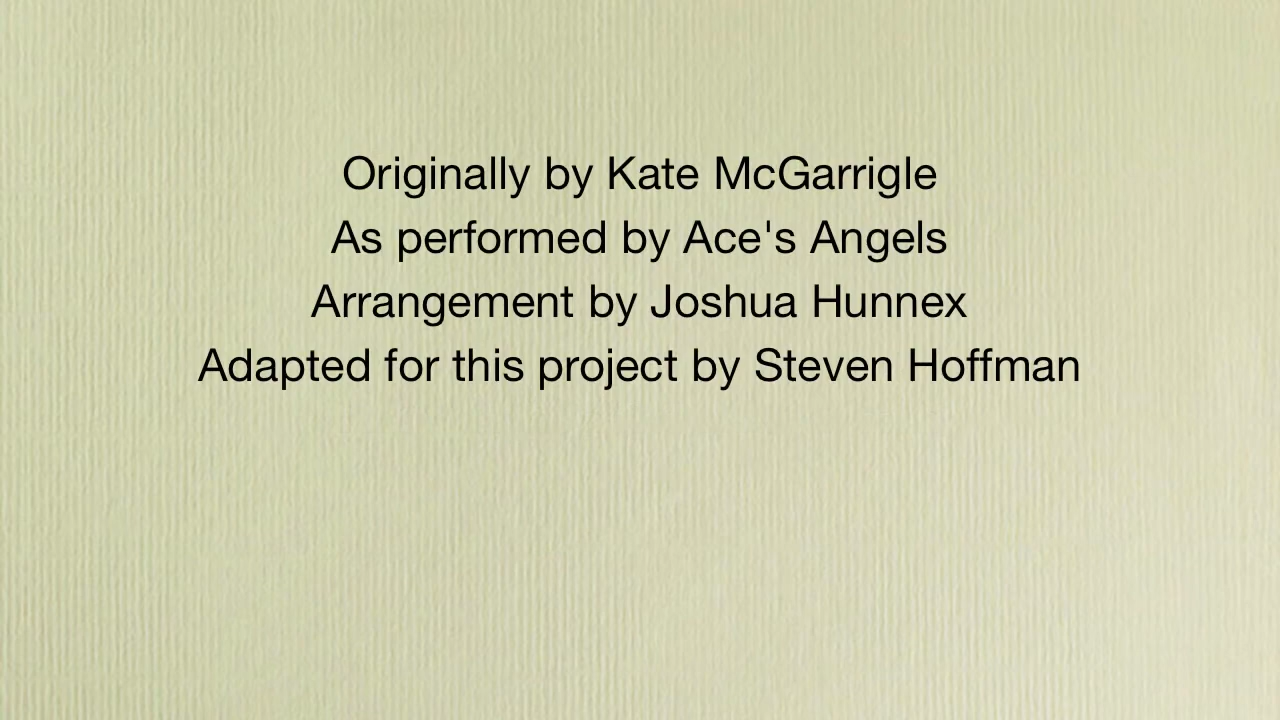 Originally by Kate McGarrigle
As performed by Ace's Angels
Arrangement by Joshua Hunnex
Adapted for this project by Steven Hoffman